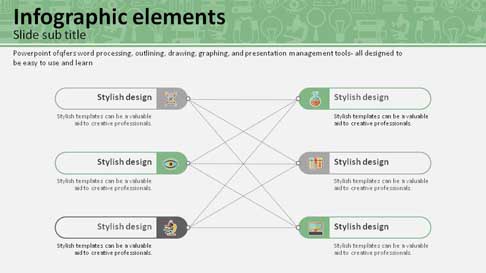 Infographic elements
Slide sub title
Powerpoint ofqfers word processing, outlining, drawing, graphing, and presentation management tools- all designed to
be easy to use and learn
Stylish design
Stylish templates can be a valuable
aid to creative professionals.
Stylish design
Stylish templates can be a valuable
aid to creative professionals.
Stylish design
Stylish templates can be a valuable
aid to creative professionals.
Stylish design
Stylish templates can be a valuable
aid to creative professionals.
Stylish design
Stylish templates can be a valuable
aid to creative professionals.
Stylish design
Stylish templates can be a valuable
aid to creative professionals.